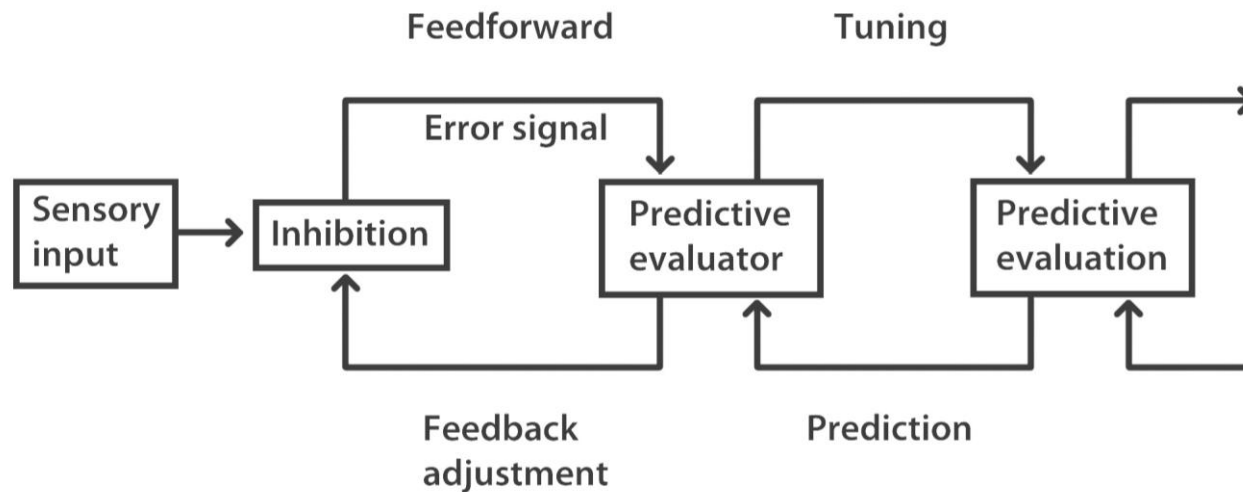 Feedforward
Tuning
Error signal
Sensory
input
Inhibition
Predictive
evaluator
Predictive
evaluation
Feedback
adjustment
Prediction